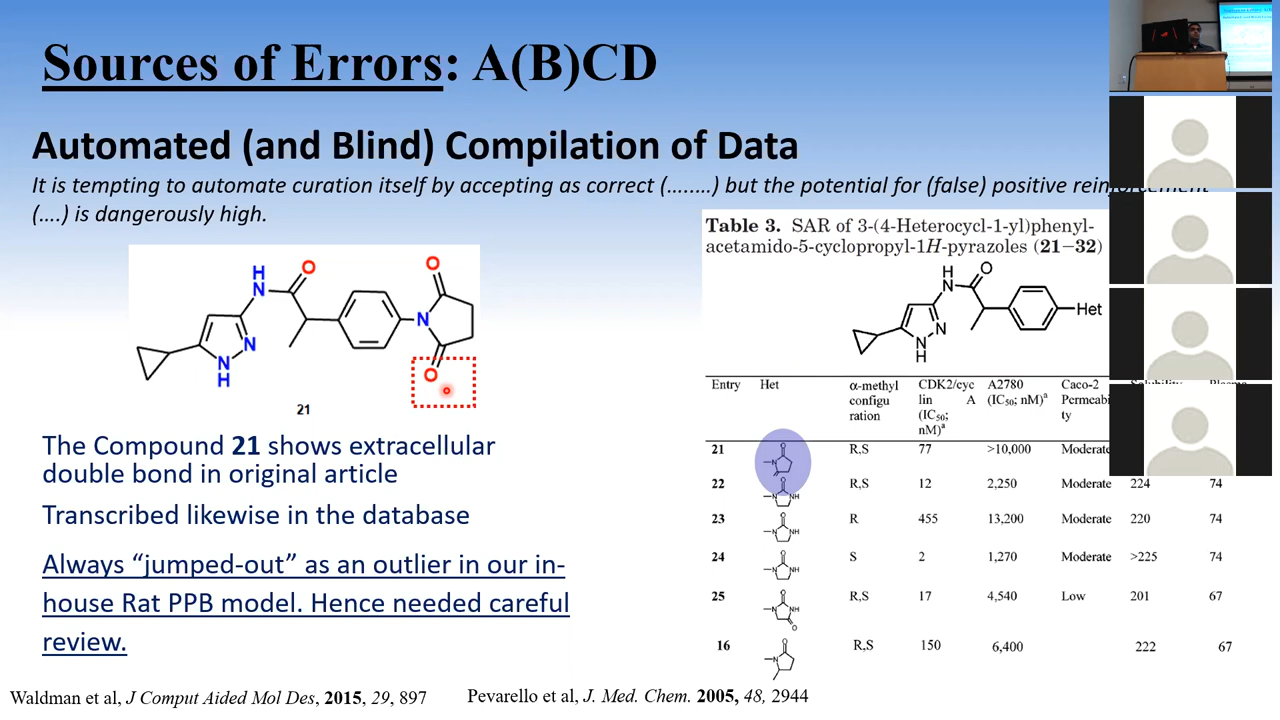 Sources of Errors: A(B)CD
Automated (and Blind) Compilation of Data
It is tempting to automate curation itself by accepting as correct (........) but the potential for (false) positive reinforcement
(....) is dangerously high.
Table 3. SAR of 3-(4-Heterocycl-1-yl)phenyl-
acetamido-5-cyclopropyl-1H-pyrazoles (21−32)
H
N
O
O
N
N
N
H
O
21
H
N
O
Het
N
N
H
The Compound 21 shows extracellular
double bond in original article
Transcribed likewise in the database
Always “jumped-out” as an outlier in our in-
house Rat PPB model. Hence needed careful
review.
Entry Het α-methyl configu ration CDK2/cyc lin A (IC50; nM)a A2780 (IC50; nM)a Caco-2 Permeabi ty
21 R,S 77 >10,000 Moderate
22 R,S 12 2,250 Moderate 224 74
23 R 455 13,200 Moderate 220 74
24 S 2 1,270 Moderate >225 74
25 R,S 17 4,540 Low 201 67
16 R,S 150 6,400 222 67
Waldman et al, J Comput Aided Mol Des, 2015, 29, 897
Pevarello et al, J. Med. Chem. 2005, 48, 2944